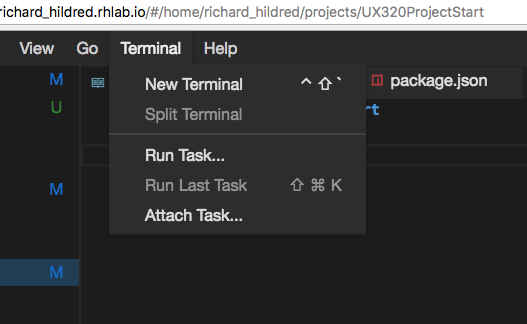 richard_hildred.rhlab.io/#/home/richard_hildred/projects/UX320ProjectStart
View Go Terminal Help
M
New Terminal ^ ⇧ `
package.json
U
Split Terminal
rt
Run Task...
M
Run Last Task ⇧ ⌘ K
Attach Task...
M